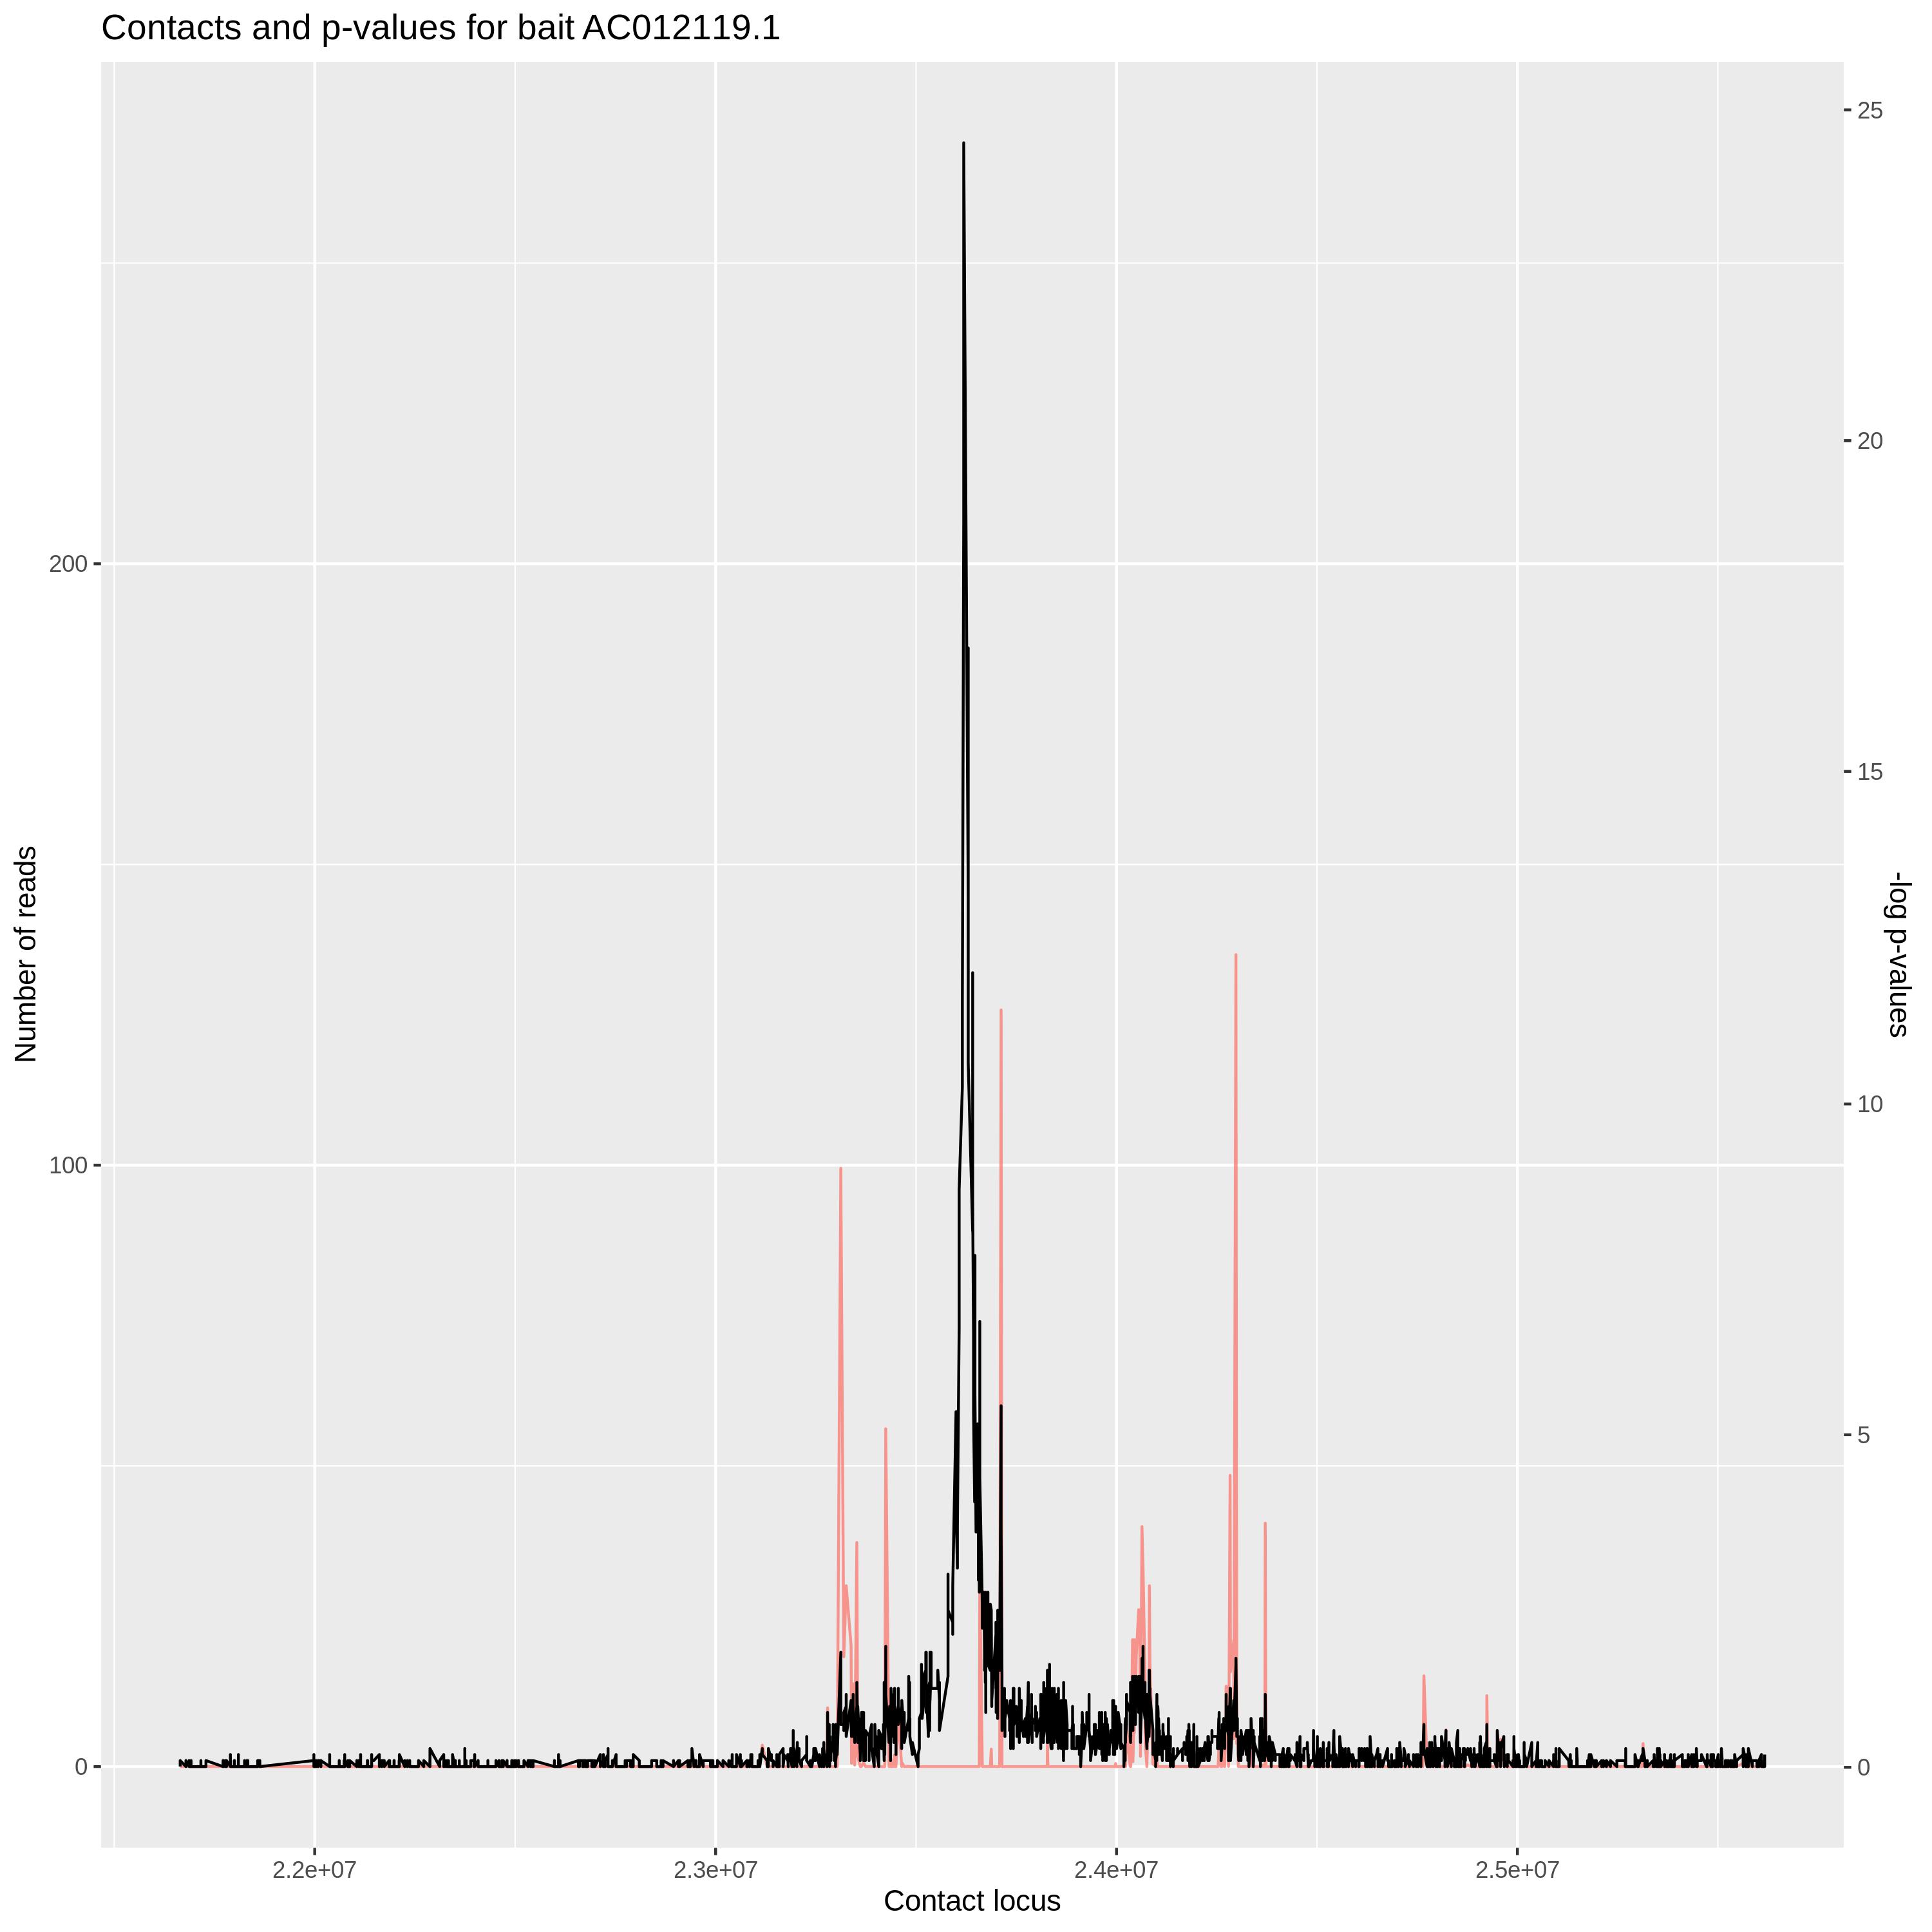 Contacts and p-values for bait AC012119.1
25
20
200
15
Number of reads
-log p-values
10
100
5
0
0
2.2e+07
2.3e+07
2.4e+07
2.5e+07
Contact locus